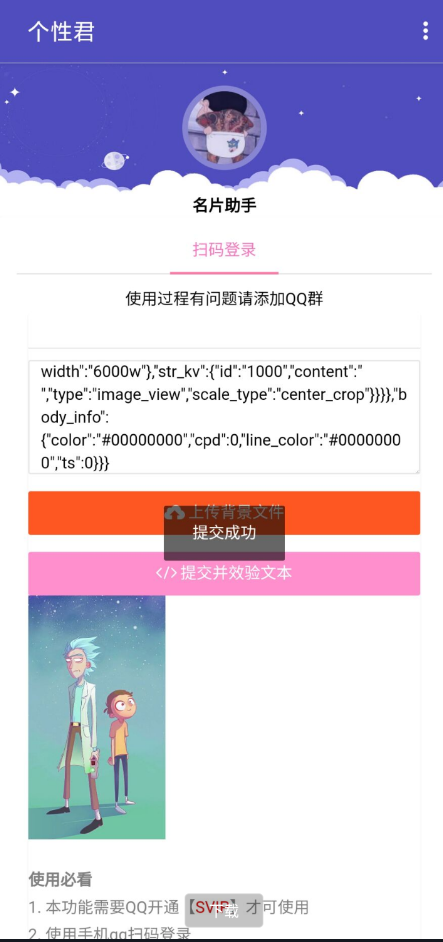 个性君
名片助手
扫码登录
使用过程有问题请添加QQ群
width":"6000w"},"str_kv":{"id":"1000","content":"
","type":"image_view","scale_type":"center_crop"}}}},"b
ody_info":
{"color":"#00000000","cpd":0,"line_color":"#0000000
0","ts":0}}}
上传背景文件
提交成功
</> 提交并效验文本
使用必看
1. 本功能需要QQ开通【SVIP】才可使用
下载
2. 使用手机qq扫码登录